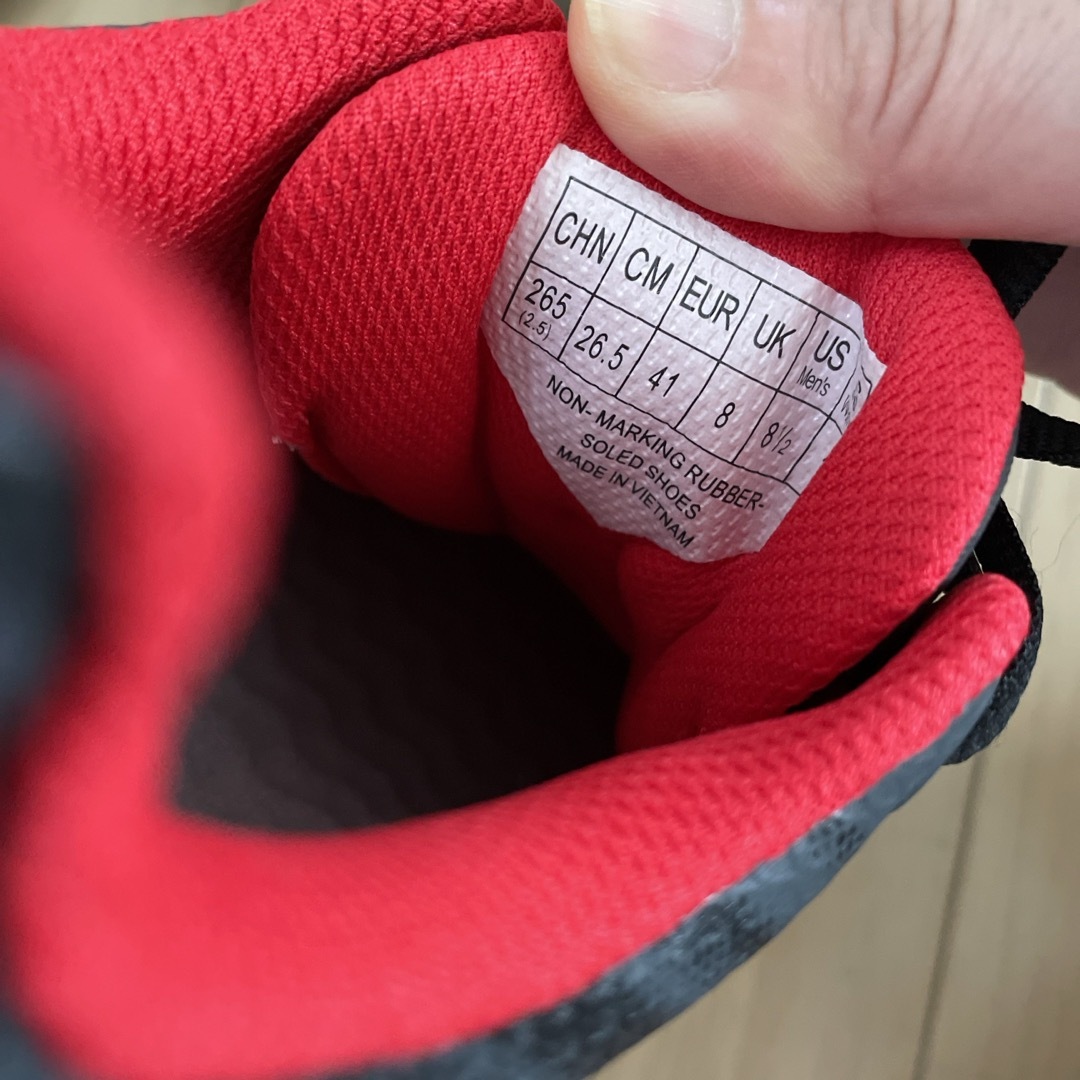 CHN CM EUR UK US Men's
265 (2.5) 26.5 41 8 8½
NON- MARKING RUBBER-
SOLED SHOES
MADE IN VIETNAM